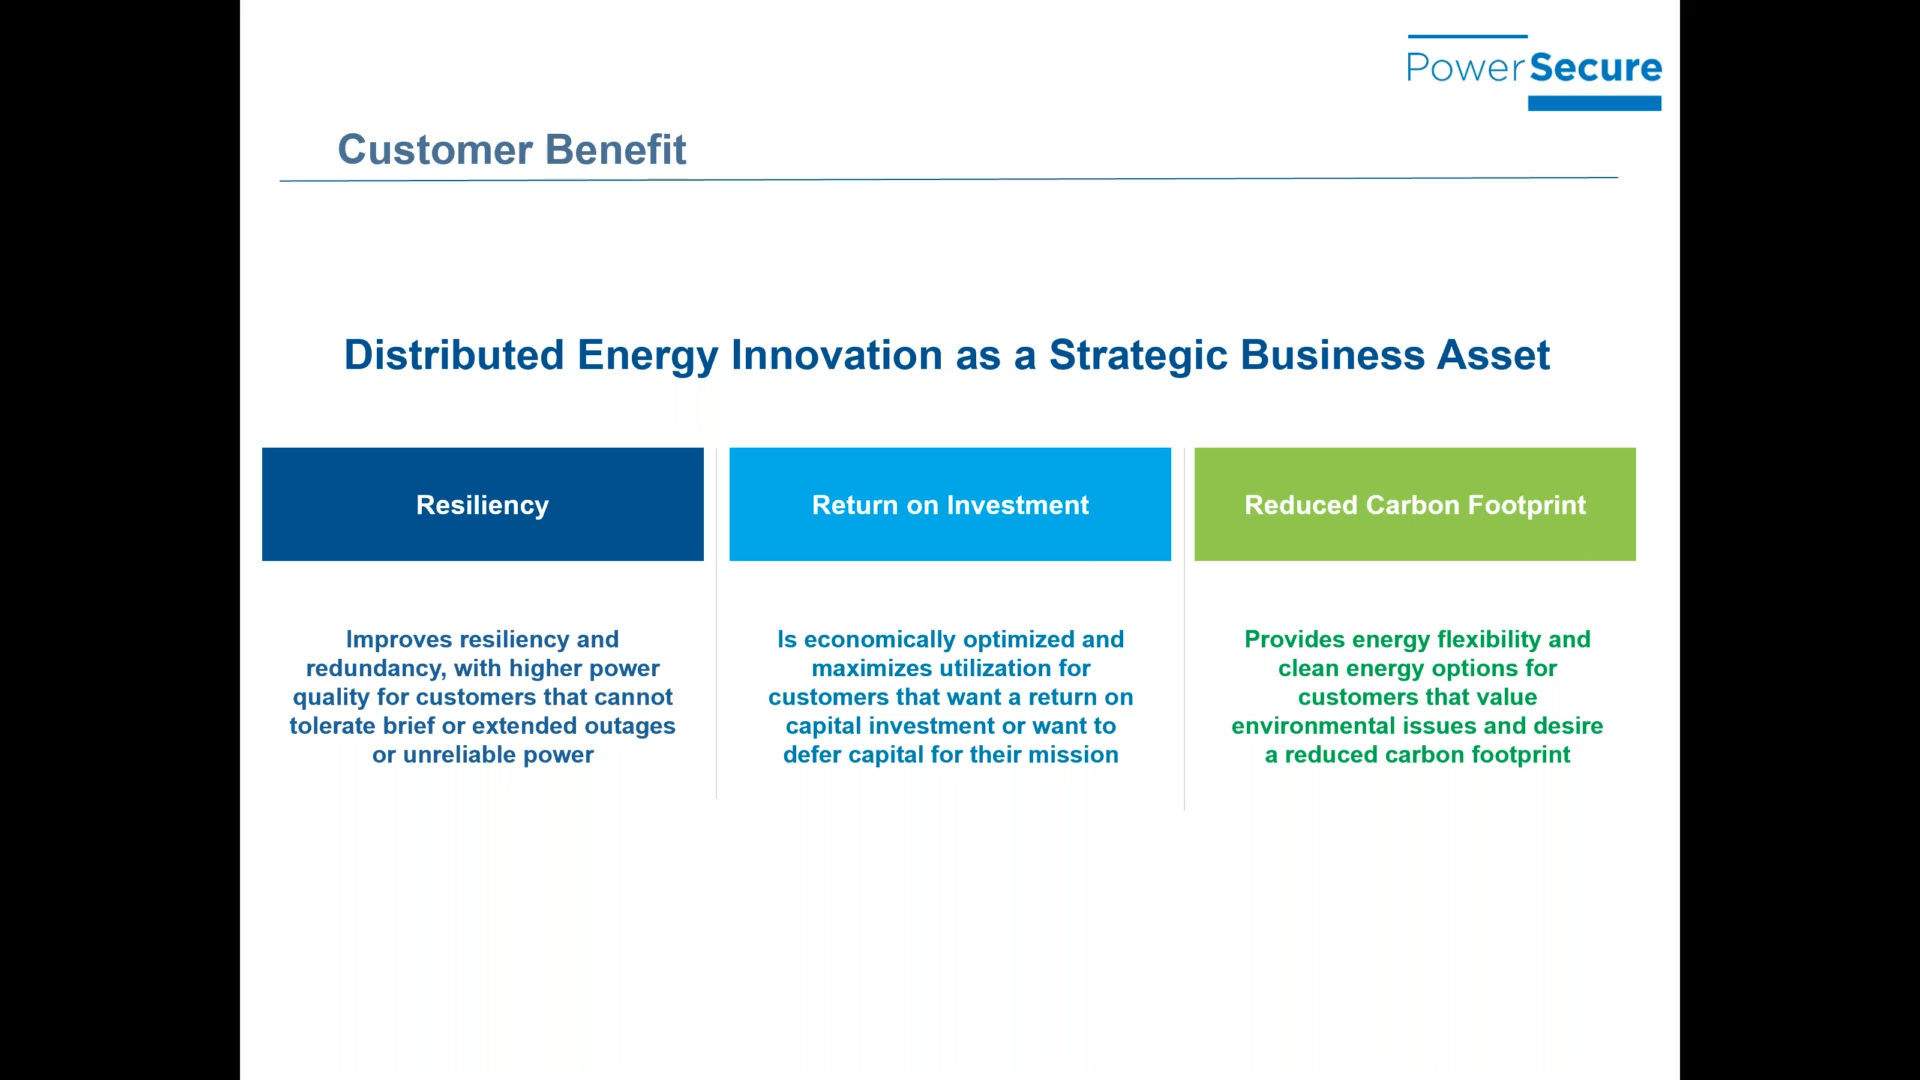 PowerSecure
Customer Benefit
Distributed Energy Innovation as a Strategic Business Asset
Resiliency
Improves resiliency and
redundancy, with higher power
quality for customers that cannot
tolerate brief or extended outages
or unreliable power
Return on Investment
Is economically optimized and
maximizes utilization for
customers that want a return on
capital investment or want to
defer capital for their mission
Reduced Carbon Footprint
Provides energy flexibility and
clean energy options for
customers that value
environmental issues and desire
a reduced carbon footprint